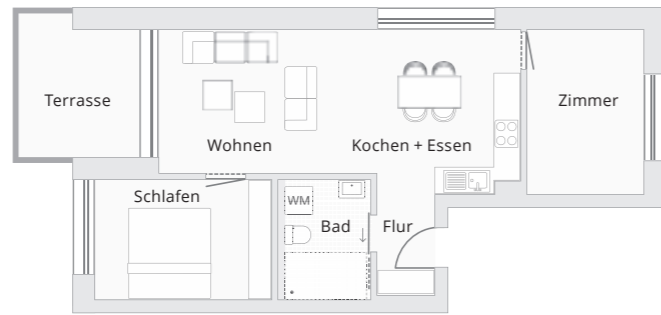 Terrasse
Wohnen
Kochen + Essen
Zimmer
Schlafen
WM
Bad
Flur